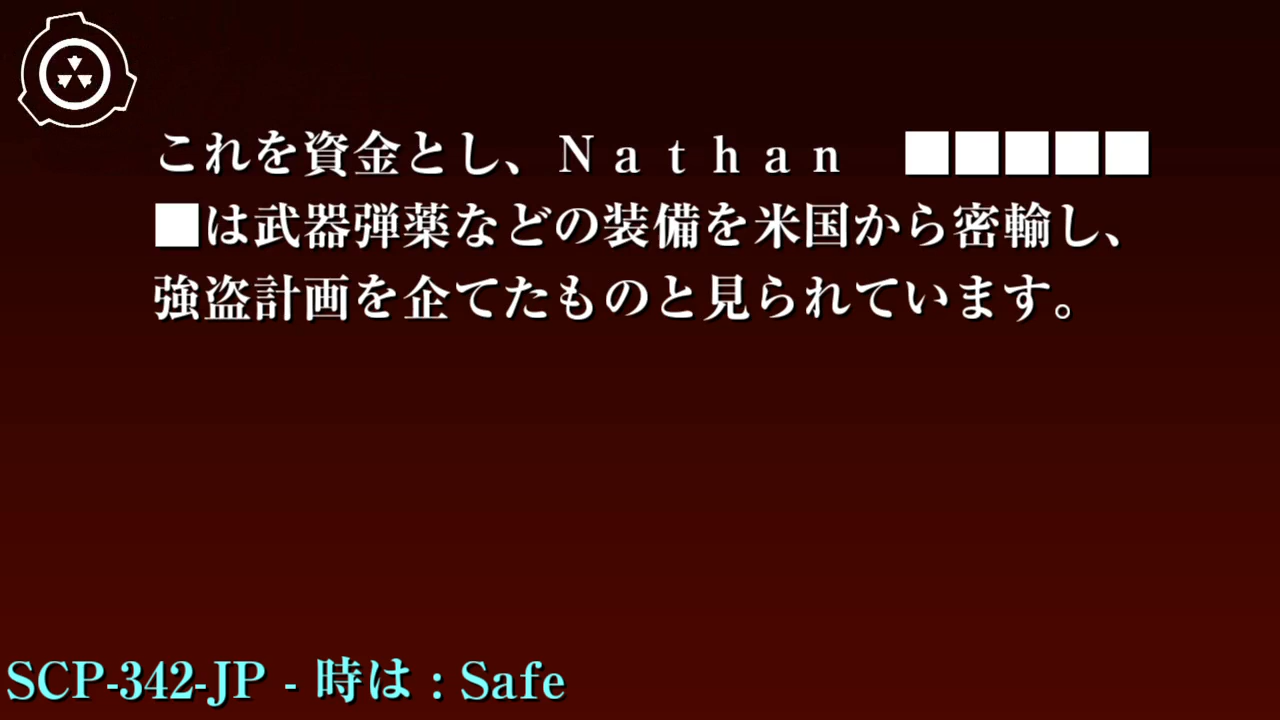 これを資金とし、Ｎａｔｈａｎ　■■■■■
■は武器弾薬などの装備を米国から密輸し、
強盗計画を企てたものと見られています。
SCP-342-JP - 時は : Safe